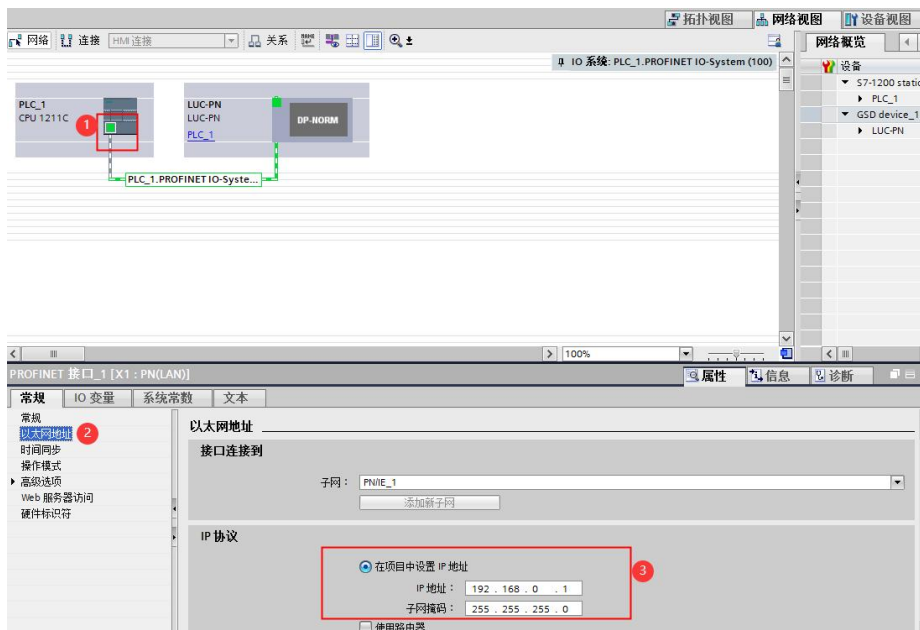 拓扑视图 网络视图 设备视图
网络 连接 HMI 连接 关系
网络概览
IO 系统: PLC_1.PROFINET IO-System (100)
设备
S7-1200 static
PLC_1
GSD device_1
LUC-PN
PLC_1
CPU 1211C
1
LUC-PN
LUC-PN
PLC_1
DP-NORM
PLC_1.PROFINET IO-Syste...
100%
PROFINET 接口_1 [X1 : PN(LAN)]
属性 信息 诊断
常规 IO 变量 系统常数 文本
常规
以太网地址 2
时间同步
操作模式
高级选项
Web 服务器访问
硬件标识符
以太网地址
接口连接到
子网： PN/IE_1
添加新子网
IP 协议
在项目中设置 IP 地址
IP 地址： 192 . 168 . 0 . 1
子网掩码： 255 . 255 . 255 . 0
3
使用路由器